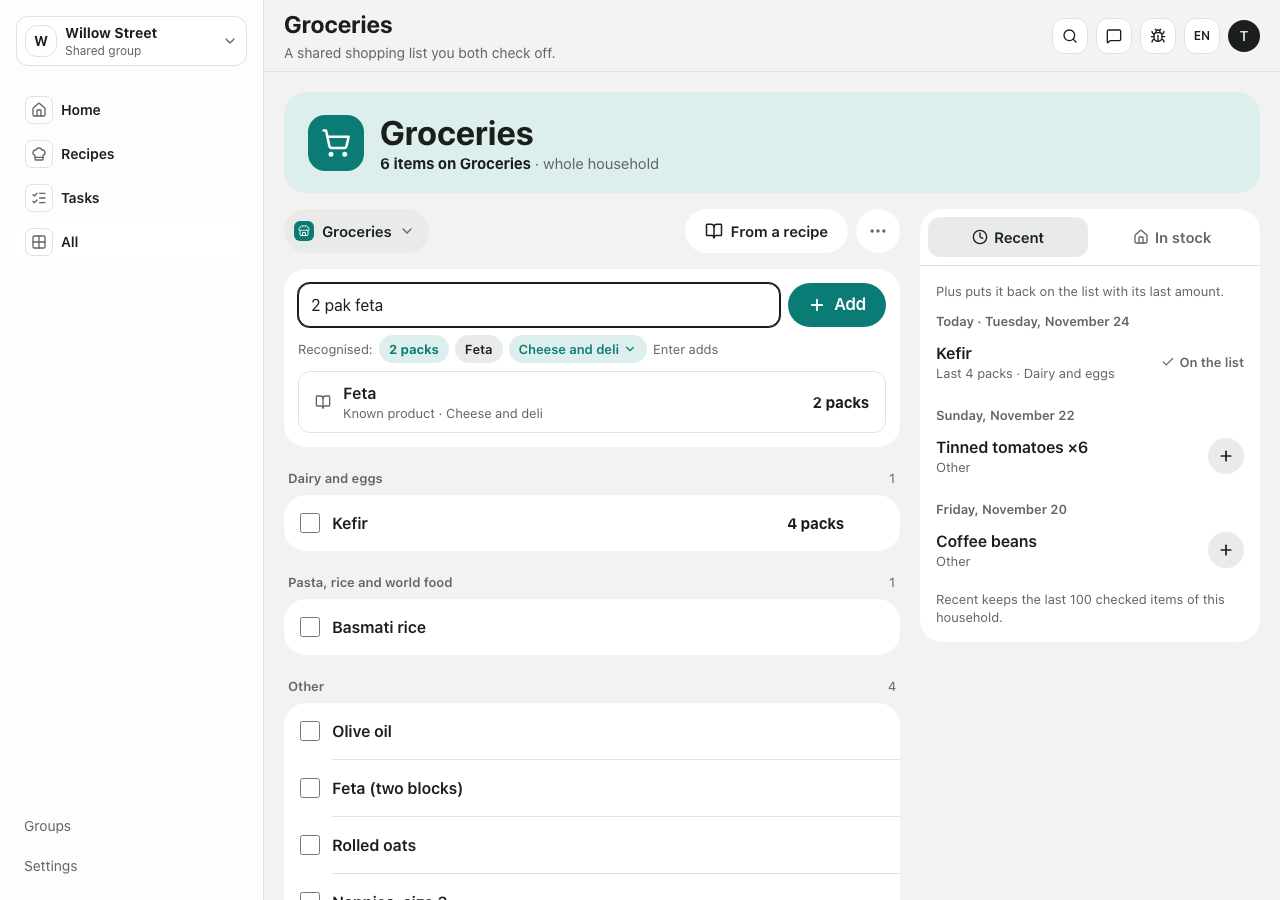 W
Willow Street
Shared group
Home
Recipes
Tasks
All
Groups
Settings
Groceries
A shared shopping list you both check off.
EN
T
Groceries
6 items on Groceries · whole household
Groceries
From a recipe
2 pak feta
Add
Recognised: 2 packs Feta Cheese and deli Enter adds
Feta
Known product · Cheese and deli
2 packs
Dairy and eggs 1
Kefir 4 packs
Pasta, rice and world food 1
Basmati rice
Other 4
Olive oil
Feta (two blocks)
Rolled oats
Recent
In stock
Plus puts it back on the list with its last amount.
Today · Tuesday, November 24
Kefir
Last 4 packs · Dairy and eggs
On the list
Sunday, November 22
Tinned tomatoes ×6
Other
Friday, November 20
Coffee beans
Other
Recent keeps the last 100 checked items of this
household.